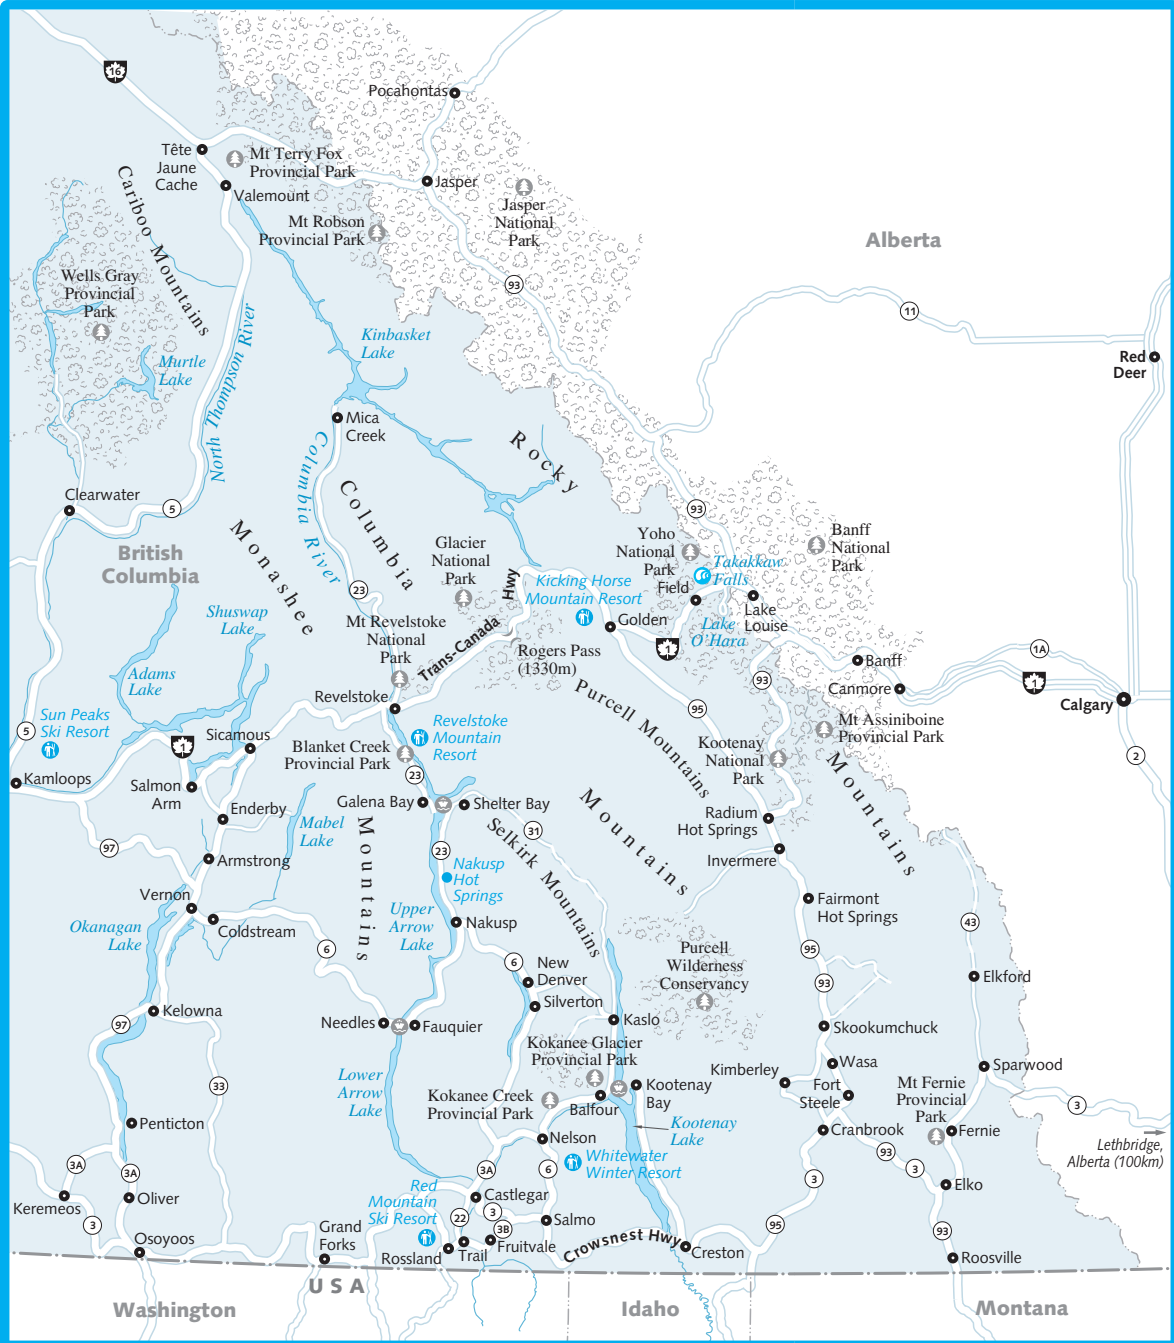 16
Pocahontas
Tête
Jaune
Cache
Mt Terry Fox
Provincial Park
Jasper
Valemount
Jasper
National
Park
Mt Robson
Provincial Park
Cariboo Mountains
Alberta
Wells Gray
Provincial
Park
93
11
Kinbasket
Lake
Murtle
Lake
Red
Deer
North Thompson River
Mica
Creek
Columbia River
Rocky
Clearwater
5
Columbia
93
British
Columbia
Monashee
Glacier
National
Park
Yoho
National
Park
Banff
National
Park
Takakkaw
Falls
Hwy
Kicking Horse
Mountain Resort
Field
23
Shuswap
Lake
Mt Revelstoke
National
Park
Trans-Canada
Golden
Lake
O'Hara
Lake
Louise
1
Rogers Pass
(1330m)
1A
Banff
Adams
Lake
Revelstoke
Purcell Mountains
93
Canmore
1
Calgary
95
Sun Peaks
Ski Resort
5
Sicamous
1
Revelstoke
Mountain
Resort
Mt Assiniboine
Provincial Park
Blanket Creek
Provincial Park
Kootenay
National
Park
Mountains
2
Kamloops
Salmon
Arm
23
Galena Bay
Shelter Bay
Mountains
Enderby
Mabel
Lake
Mountains
Selkirk Mountains
31
Radium
Hot Springs
97
Armstrong
23
Nakusp
Hot
Springs
Invermere
Vernon
Fairmont
Hot Springs
Okanagan
Lake
Coldstream
Upper
Arrow
Lake
Nakusp
43
6
6
New
Denver
Purcell
Wilderness
Conservancy
95
93
Elkford
Silverton
Kelowna
97
Needles
Fauquier
Kaslo
Skookumchuck
Kokanee Glacier
Provincial Park
Kimberley
Wasa
Sparwood
33
Lower
Arrow
Lake
Kokanee Creek
Provincial Park
Balfour
Kootenay
Bay
Fort
Steele
Mt Fernie
Provincial
Park
3
Penticton
Kootenay
Lake
Nelson
Cranbrook
Fernie
Lethbridge,
Alberta (100km)
93
3A
3A
3A
6
Whitewater
Winter Resort
3
3
Elko
Keremeos
Oliver
Red
Mountain
Ski Resort
Castlegar
3
22
3B
Salmo
3
Grand
Forks
Crowsnest Hwy
95
93
Osoyoos
Rossland
Trail
Fruitvale
Creston
Roosville
USA
Washington
Idaho
Montana